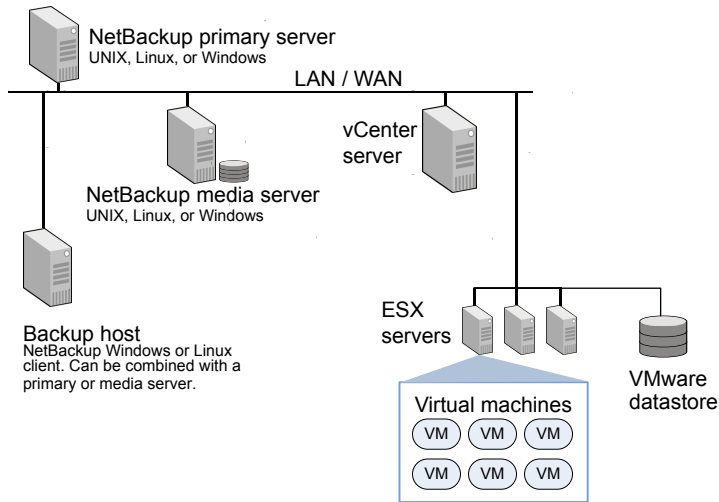 NetBackup primary server
UNIX, Linux, or Windows
LAN / WAN
vCenter
server
NetBackup media server
UNIX, Linux, or Windows
Backup host
NetBackup Windows or Linux
client. Can be combined with a
primary or media server.
ESX
servers
VMware
datastore
Virtual machines
VM VM VM
VM VM VM